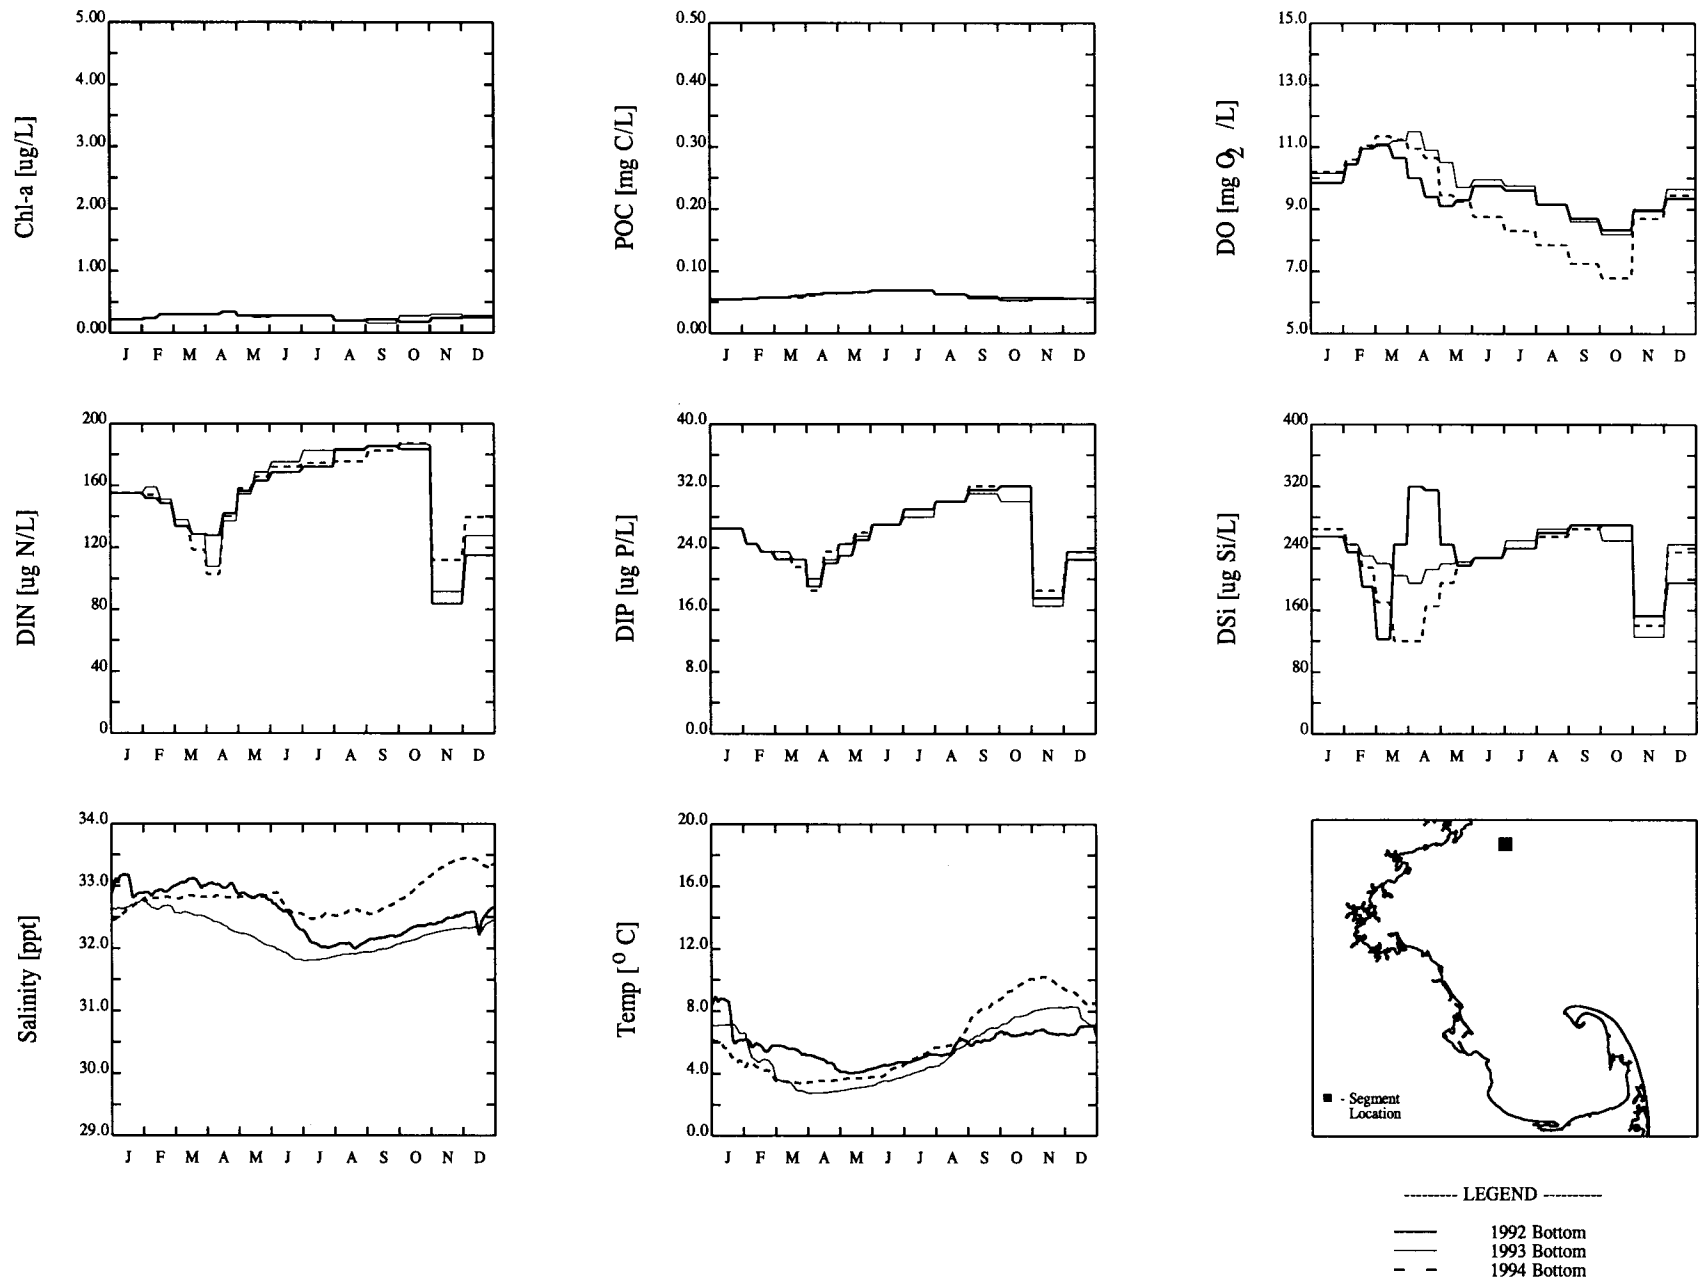 Chl-a [ug/L]
5.00
4.00
3.00
2.00
1.00
0.00
J F M A M J J A S O N D
POC [mg C/L]
0.50
0.40
0.30
0.20
0.10
0.00
J F M A M J J A S O N D
DO [mg O2 /L]
15.0
13.0
11.0
9.0
7.0
5.0
J F M A M J J A S O N D
DIN [ug N/L]
200
160
120
80
40
0
J F M A M J J A S O N D
DIP [ug P/L]
40.0
32.0
24.0
16.0
8.0
0.0
J F M A M J J A S O N D
DSi [ug Si/L]
400
320
240
160
80
0
J F M A M J J A S O N D
Salinity [ppt]
34.0
33.0
32.0
31.0
30.0
29.0
J F M A M J J A S O N D
Temp [° C]
20.0
16.0
12.0
8.0
4.0
0.0
J F M A M J J A S O N D
- Segment
Location
--------- LEGEND ----------
1992 Bottom
1993 Bottom
1994 Bottom